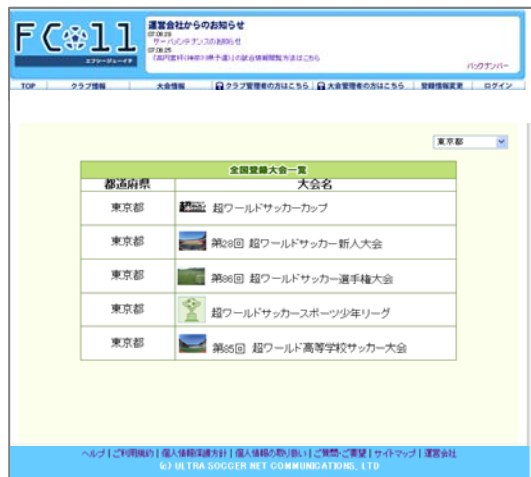 FC11
エフシージェーイレブン
運営会社からのお知らせ
07.08.29
サーバメンテナンスのお知らせ
07.08.25
バックナンバー
TOP クラブ情報 大会情報 クラブ管理者の方はこちら 大会管理者の方はこちら 登録情報変更 ログイン
東京都
全国登録大会一覧
都道府県 大会名
東京都 超ワールドサッカーカップ
東京都 第28回 超ワールドサッカー新人大会
東京都 第86回 超ワールドサッカー選手権大会
東京都 超ワールドサッカースポーツ少年リーグ
東京都 第85回 超ワールド高等学校サッカー大会
ヘルプ | ご利用規約 | 個人情報保護方針 | 個人情報の取り扱い | ご質問・ご要望 | サイトマップ | 運営会社
(c) ULTRA SOCCER NET COMMUNICATIONS, LTD